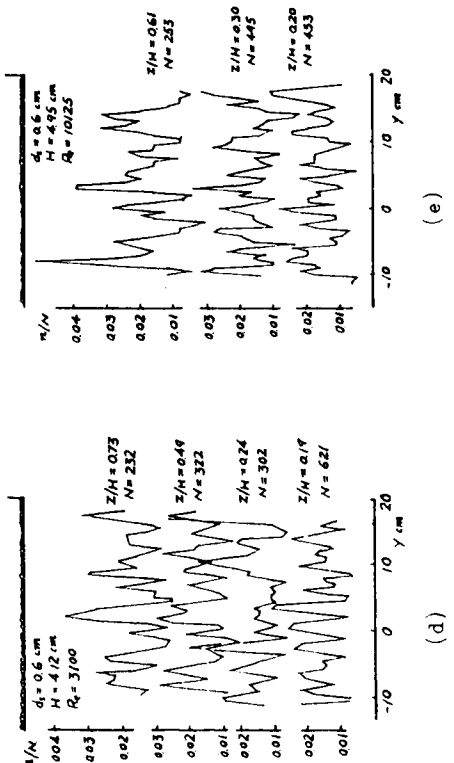 n/N
0.04
0.03
0.02
0.03
0.02
0.01
0.02
0.01
d₁ = 0.6 cm
H = 4.12 cm
Rₑ = 3100
Z/H = 0.73
N = 232
Z/H = 0.49
N = 322
Z/H = 0.24
N = 302
Z/H = 0.19
N = 621
-10
0
10
20
y cm
(d)
n/N
0.04
0.03
0.02
0.01
0.03
0.02
0.01
0.02
0.01
d₁ = 0.6 cm
H = 4.95 cm
Rₑ = 10125
Z/H = 0.61
N = 253
Z/H = 0.30
N = 445
Z/H = 0.20
N = 433
-10
0
10
20
y cm
(e)